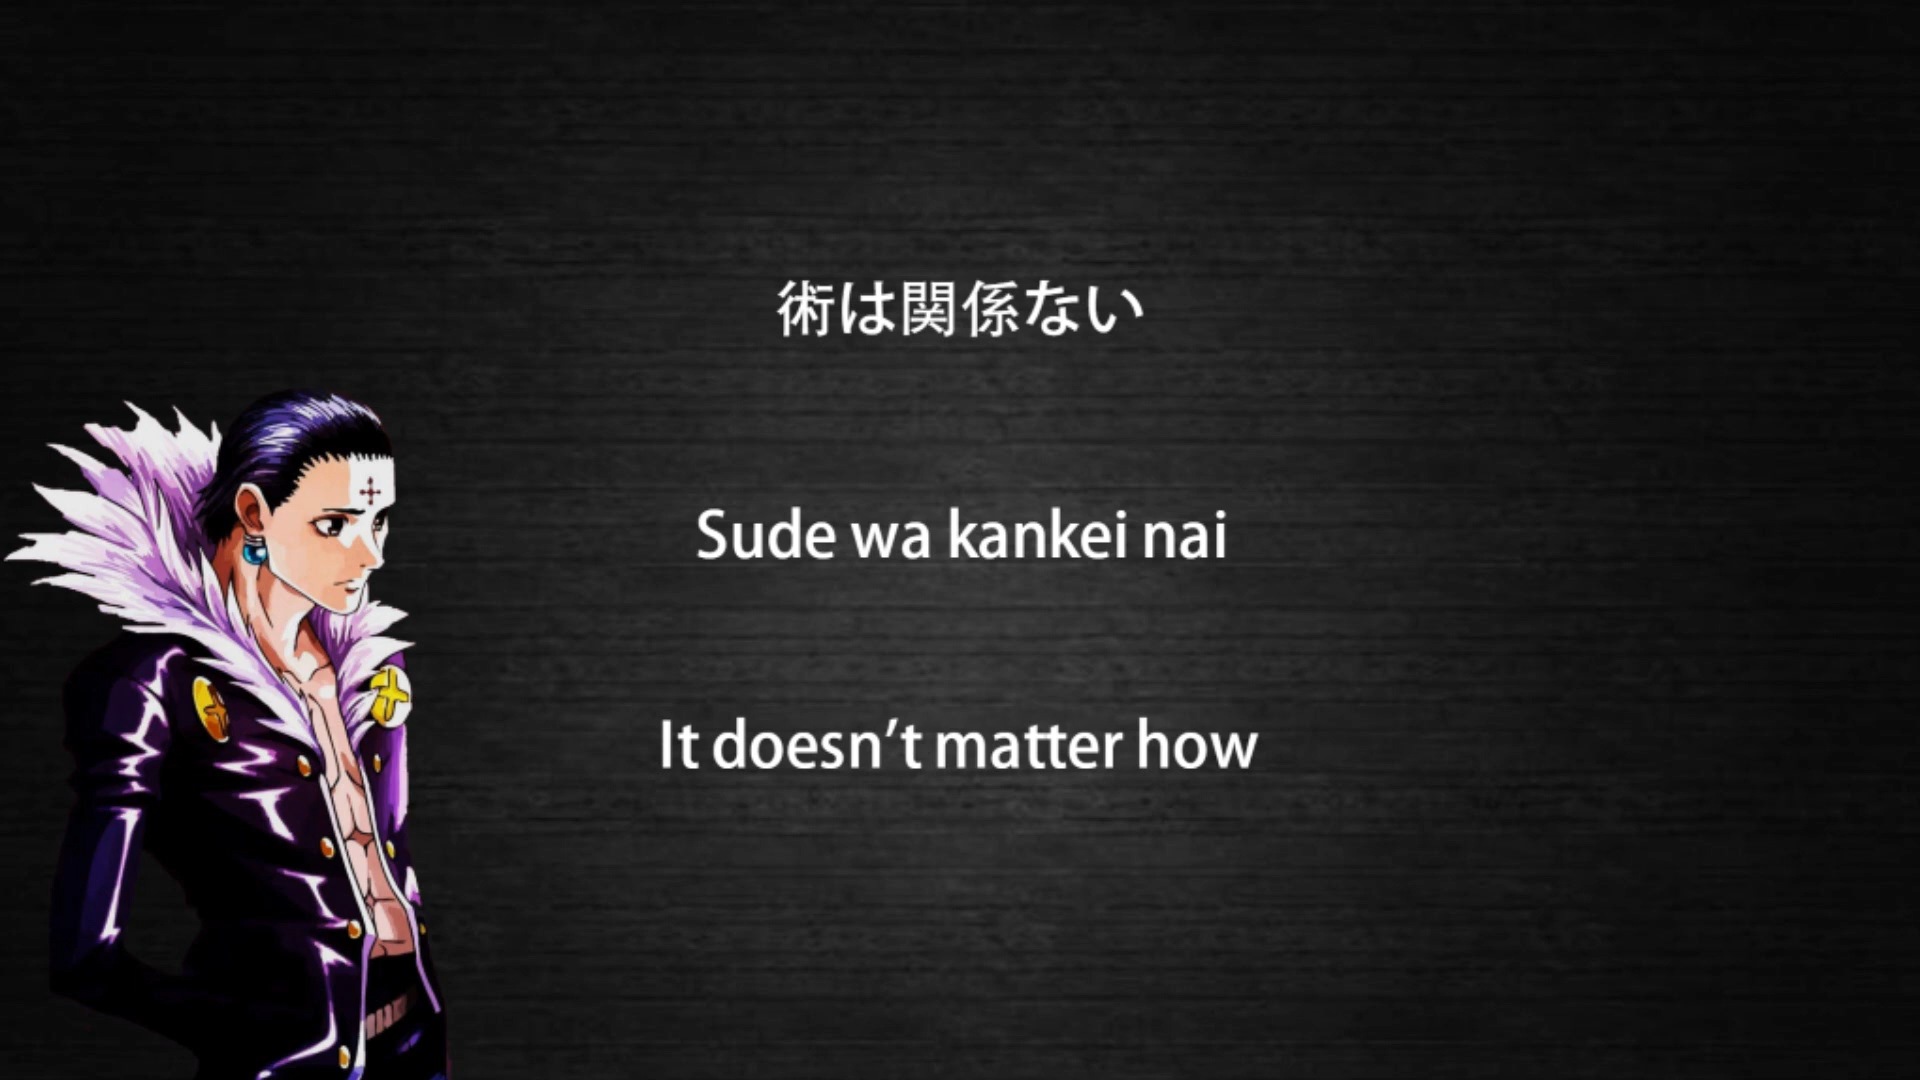 術は関係ない
Sude wa kankei nai
It doesn’t matter how